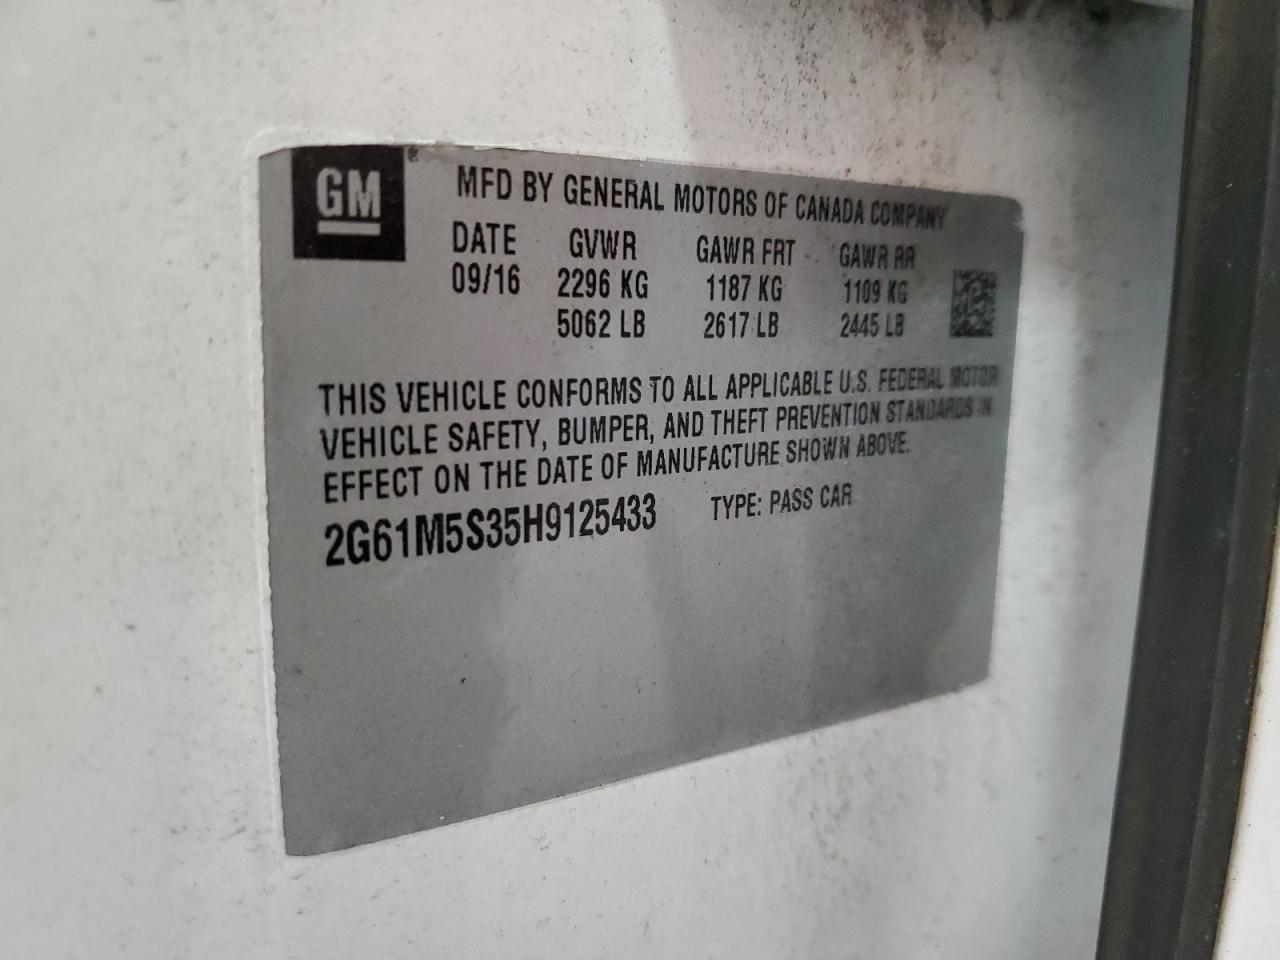 GM ®
MFD BY GENERAL MOTORS OF CANADA COMPANY
DATE GVWR GAWR FRT GAWR RR
09/16 2296 KG 1187 KG 1109 KG
5062 LB 2617 LB 2445 LB
THIS VEHICLE CONFORMS TO ALL APPLICABLE U.S. FEDERAL MOTOR
VEHICLE SAFETY, BUMPER, AND THEFT PREVENTION STANDARDS IN
EFFECT ON THE DATE OF MANUFACTURE SHOWN ABOVE.
2G61M5S35H9125433 TYPE: PASS CAR